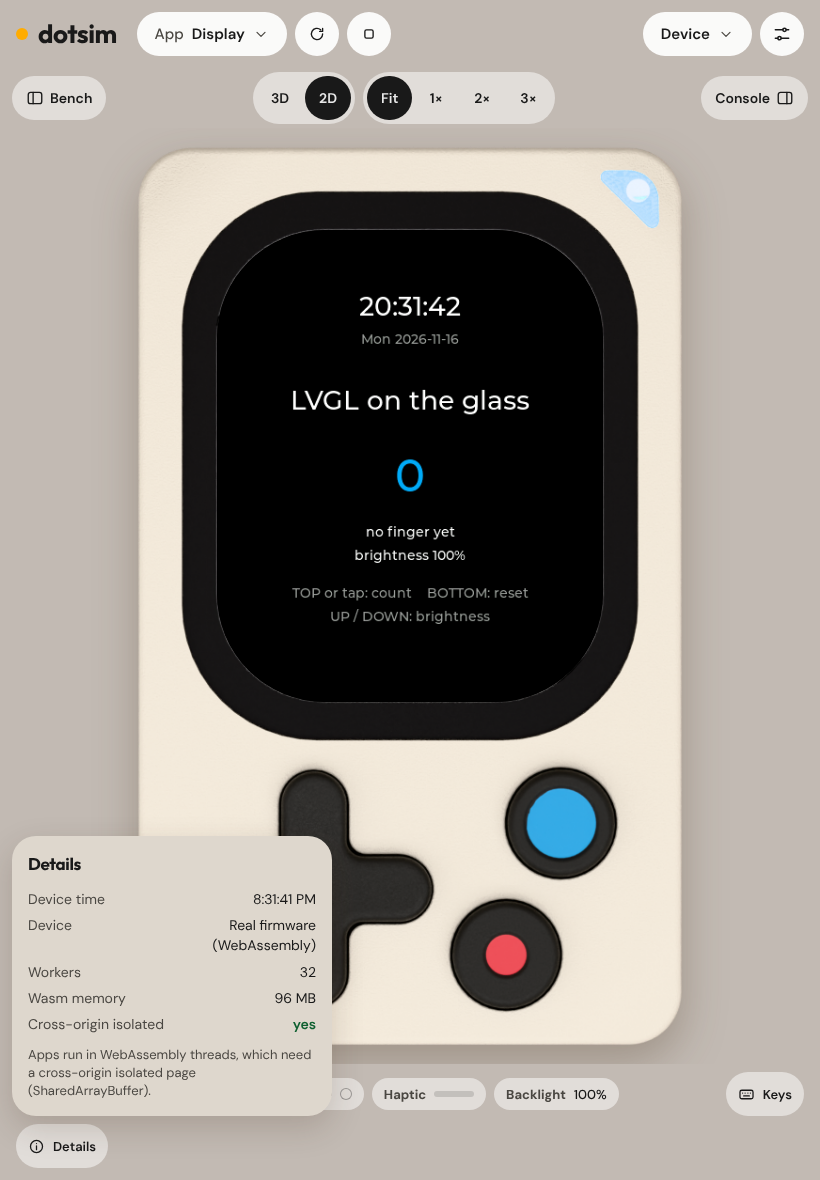 dotsim
App Display
Device
Bench
3D 2D
Fit 1× 2× 3×
Console
20:31:42
Mon 2026-11-16
LVGL on the glass
0
no finger yet
brightness 100%
TOP or tap: count BOTTOM: reset
UP / DOWN: brightness
Details
Device time 8:31:41 PM
Device Real firmware
(WebAssembly)
Workers 32
Wasm memory 96 MB
Cross-origin isolated yes
Apps run in WebAssembly threads, which need
a cross-origin isolated page
(SharedArrayBuffer).
Haptic
Backlight 100%
Keys
Details